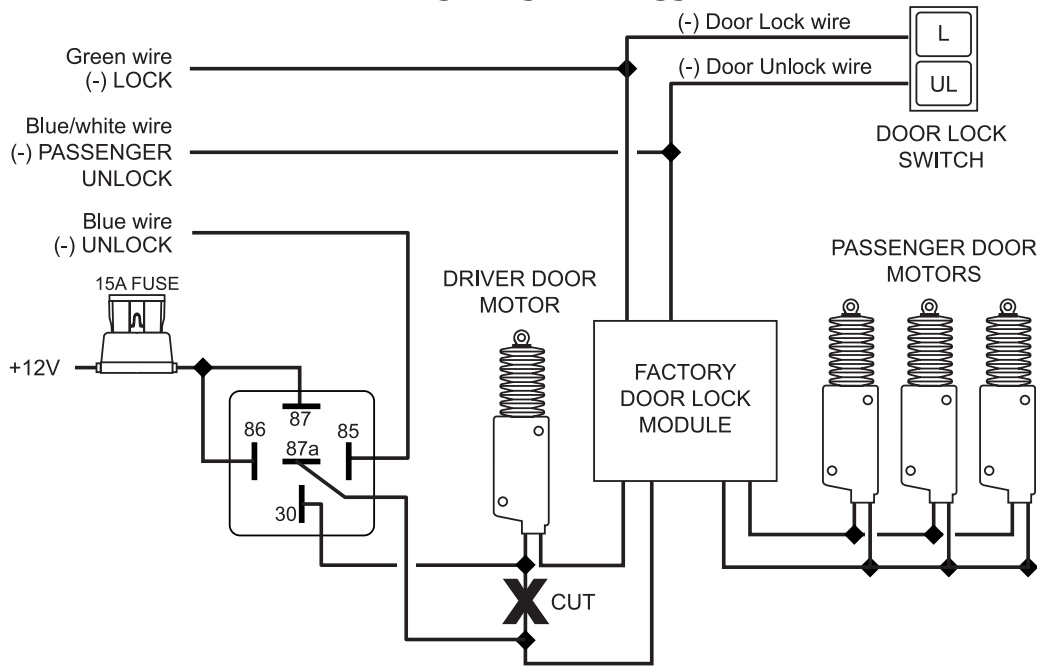 (-) Door Lock wire
L
Green wire
(-) LOCK
(-) Door Unlock wire
UL
Blue/white wire
(-) PASSENGER
UNLOCK
DOOR LOCK
SWITCH
Blue wire
(-) UNLOCK
15A FUSE
+12V
DRIVER DOOR
MOTOR
PASSENGER DOOR
MOTORS
FACTORY
DOOR LOCK
MODULE
87
86
85
87a
30
X CUT